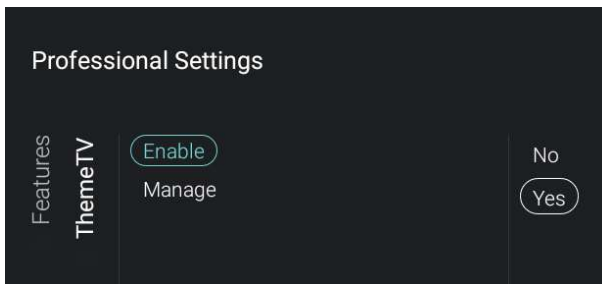 Professional Settings
Features
ThemeTV
Enable
Manage
No
Yes